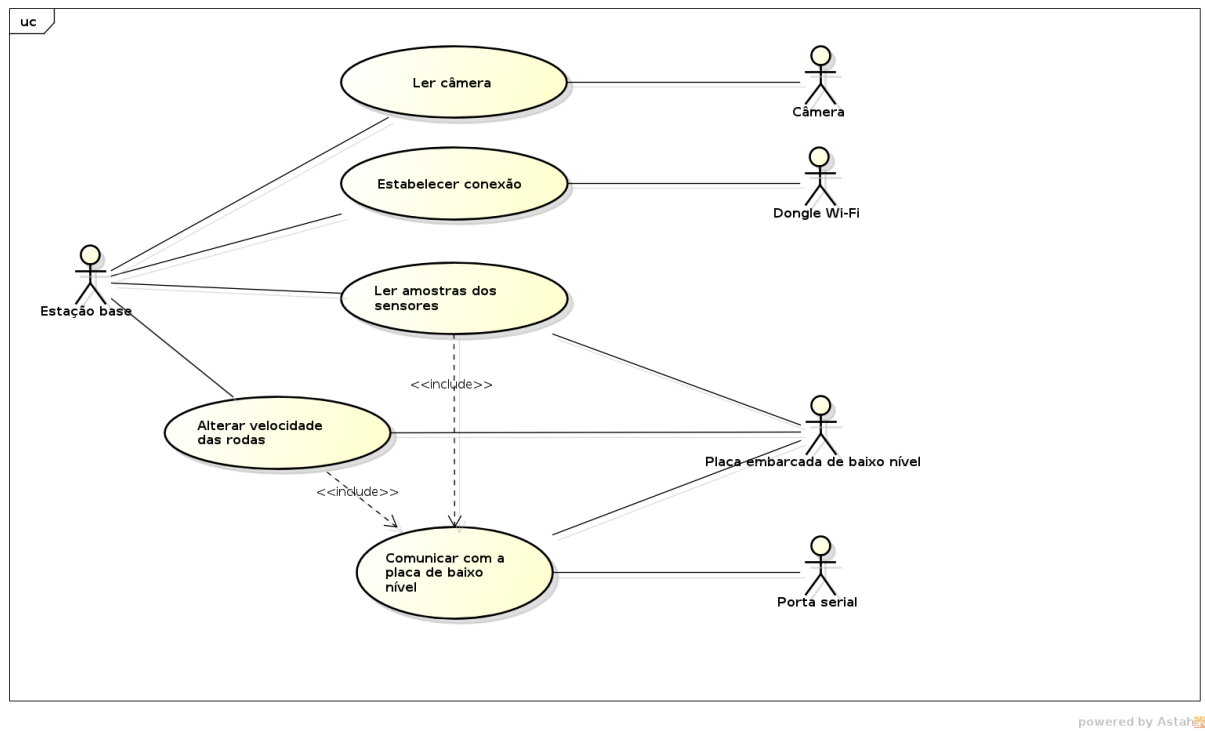 uc
Ler câmera
Câmera
Estabelecer conexão
Dongle Wi-Fi
Estação base
Ler amostras dos
sensores
<<include>>
Alterar velocidade
das rodas
Placa embarcada de baixo nível
<<include>>
Comunicar com a
placa de baixo
nível
Porta serial
powered by Astah